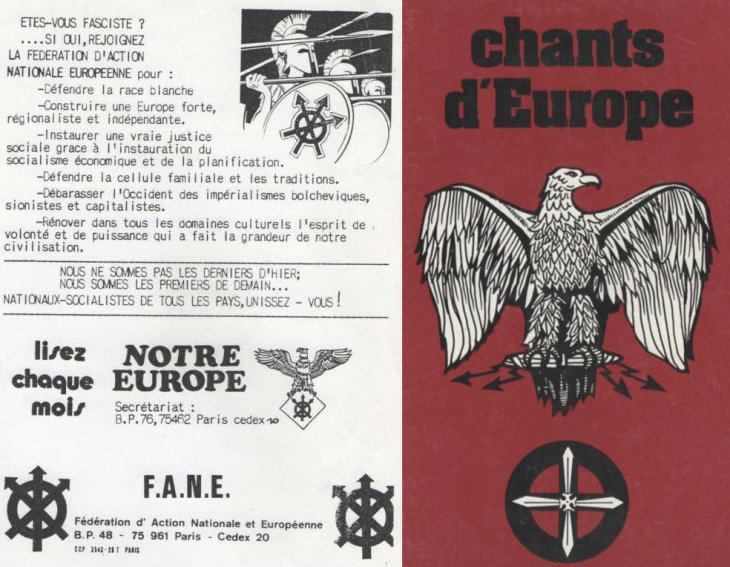 ETES-VOUS FASCISTE ?
....SI OUI,REJOIGNEZ
LA FEDERATION D'ACTION
NATIONALE EUROPEENNE pour :
-Défendre la race blanche
-Construire une Europe forte,
régionaliste et indépendante.
-Instaurer une vraie justice
sociale grace à l'instauration du
socialisme économique et de la planification.
-Défendre la cellule familiale et les traditions.
-Débarasser l'Occident des impérialismes bolcheviques,
sionistes et capitalistes.
-Rénover dans tous les domaines culturels l'esprit de
volonté et de puissance qui a fait la grandeur de notre
civilisation.
NOUS NE SOMMES PAS LES DERNIERS D'HIER;
NOUS SOMMES LES PREMIERS DE DEMAIN...
NATIONAUX-SOCIALISTES DE TOUS LES PAYS,UNISSEZ - VOUS!
lisez
chaque
mois
NOTRE
EUROPE
Secrétariat :
B.P.76,75462 Paris cedex 10
F.A.N.E.
Fédération d' Action Nationale et Européenne
B.P. 48 - 75 961 Paris - Cedex 20
CCP 3543-26T PARIS
chants
d'Europe